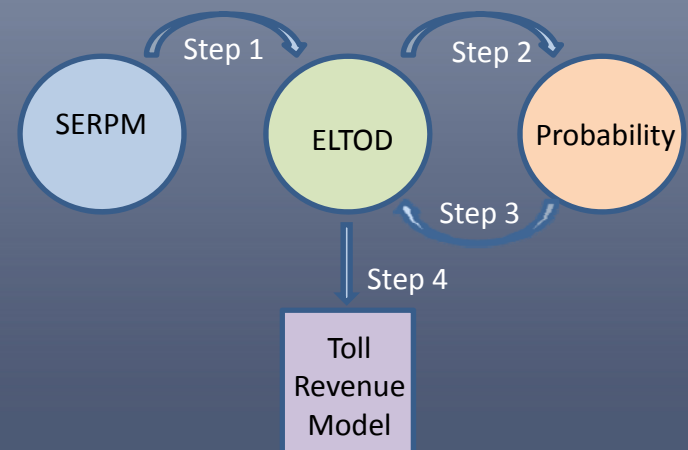 Step 1
Step 2
SERPM
ELTOD
Probability
Step 3
Step 4
Toll
Revenue
Model